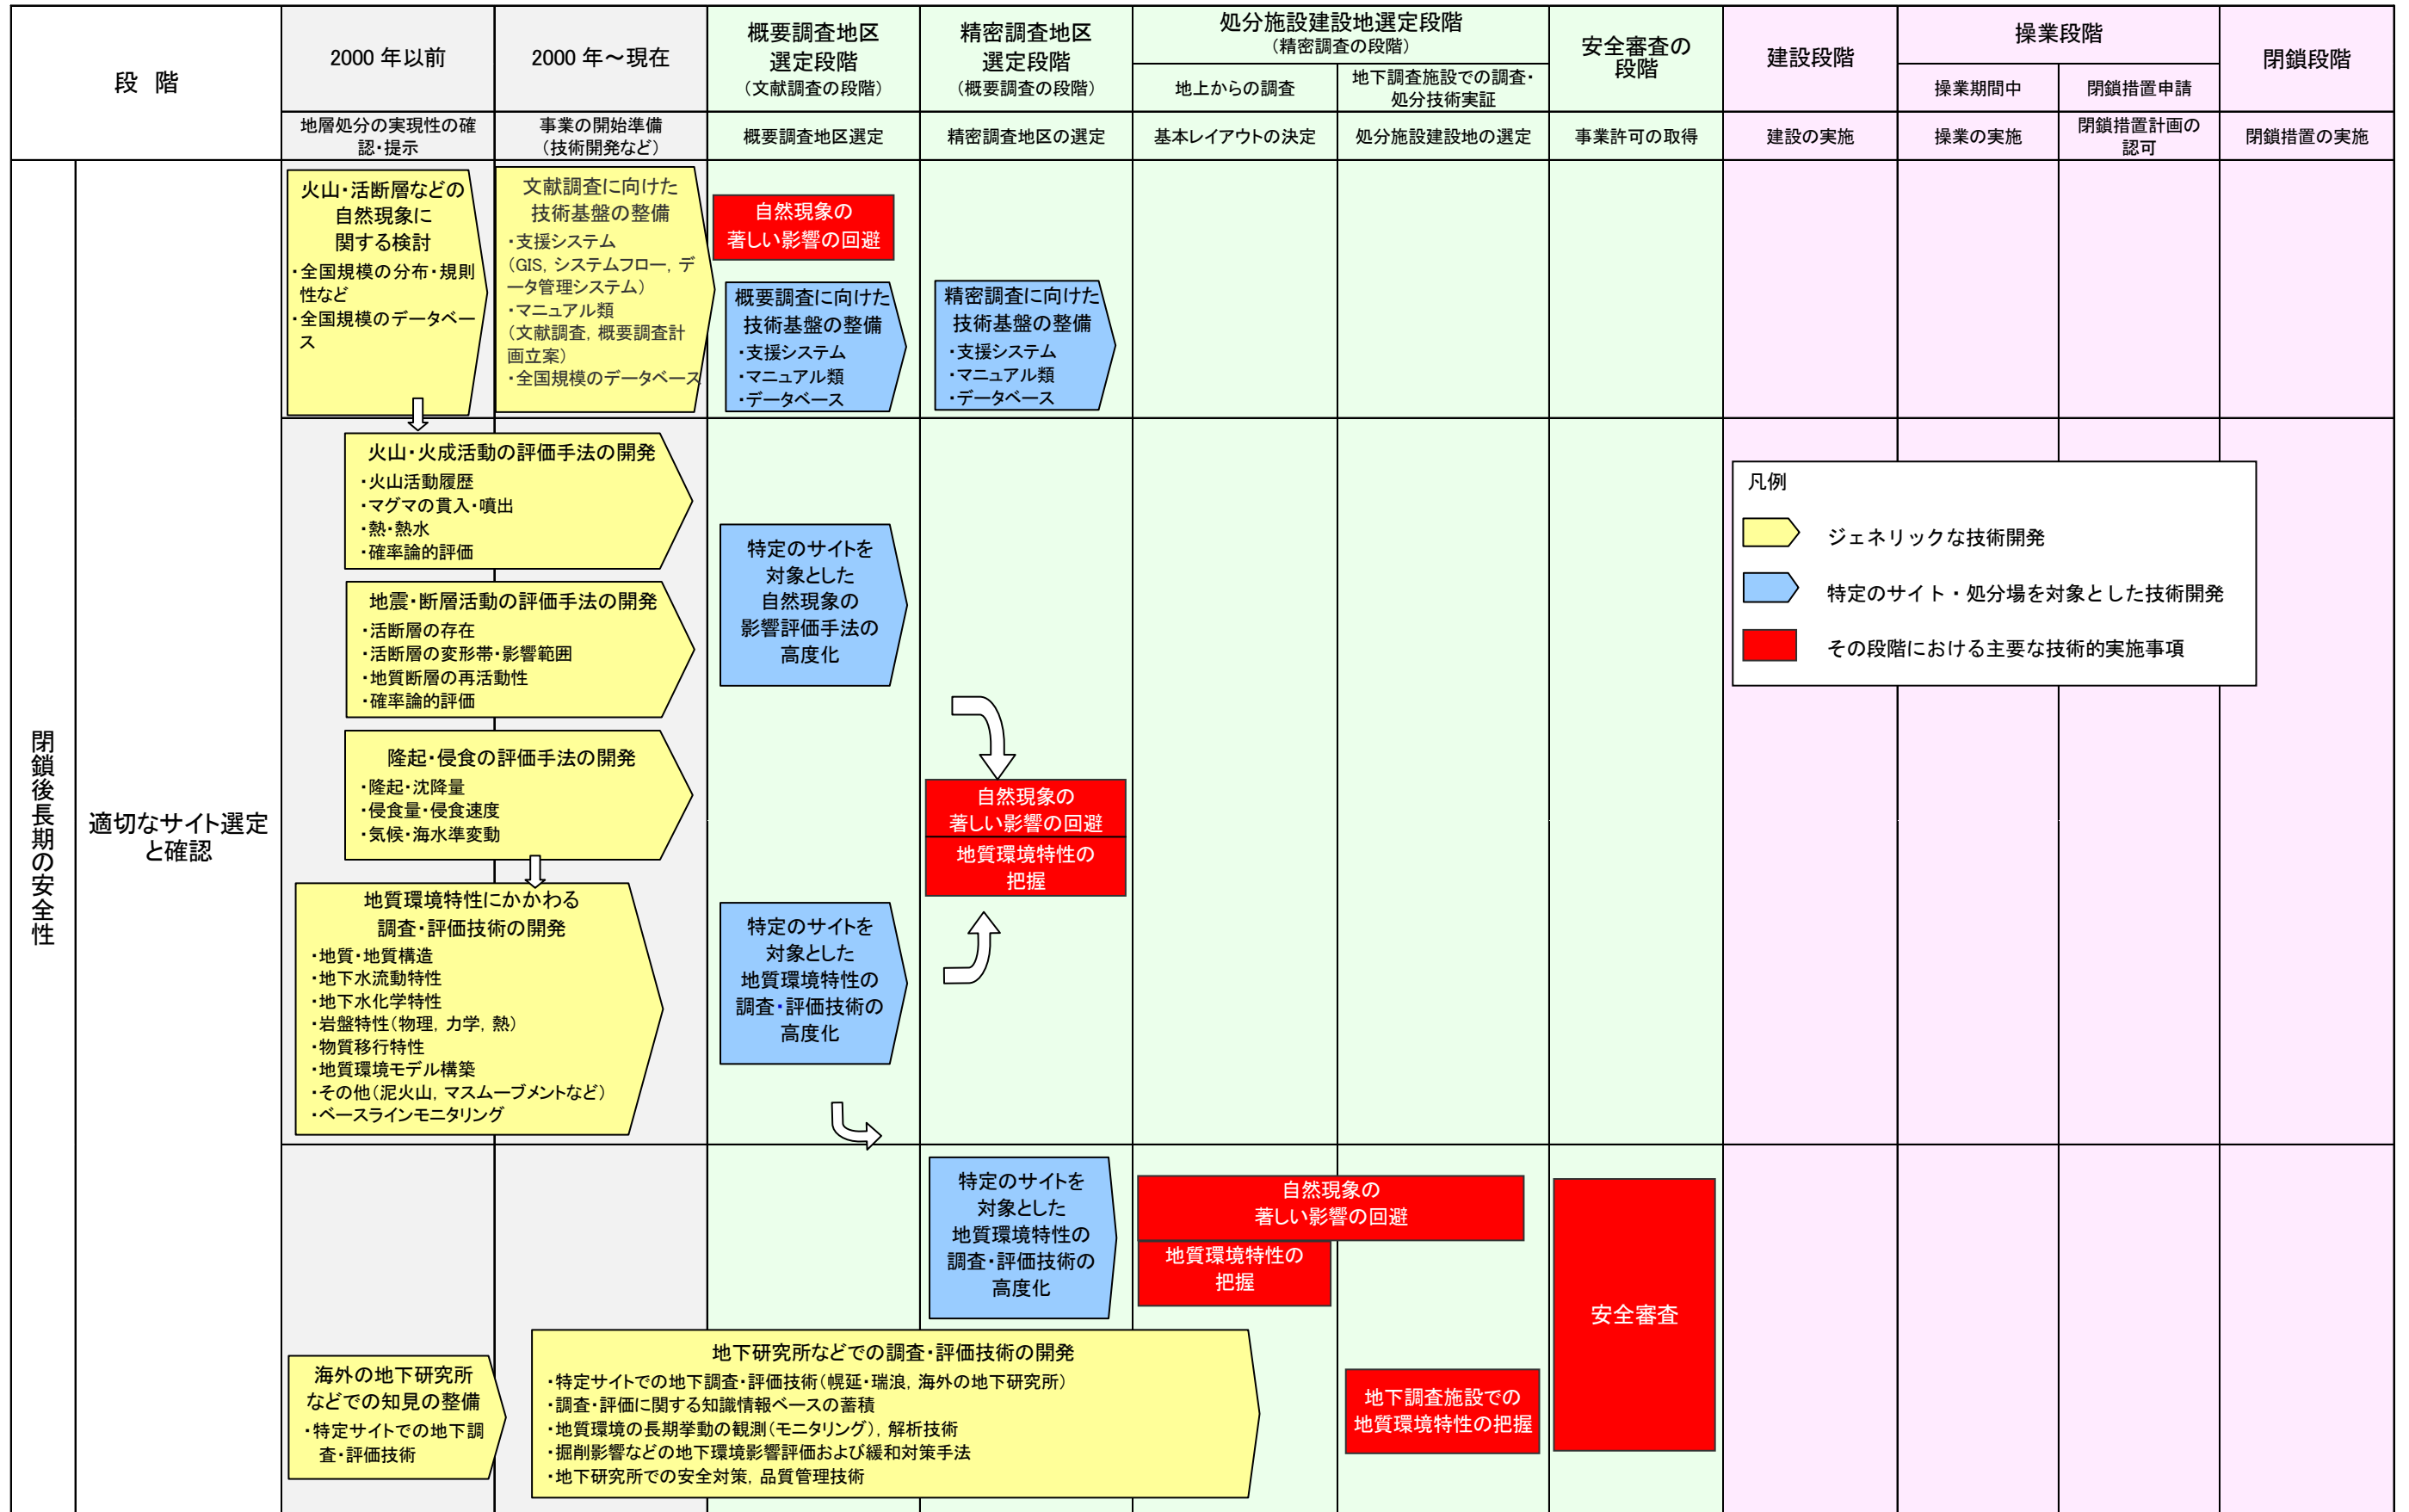 段 階
2000 年以前
2000 年～現在
概要調査地区
選定段階
（文献調査の段階）
精密調査地区
選定段階
（概要調査の段階）
処分施設建設地選定段階
（精密調査の段階）
地上からの調査
地下調査施設での調査・
処分技術実証
安全審査の
段階
建設段階
操業段階
操業期間中
閉鎖措置申請
閉鎖段階
地層処分の実現性の確
認・提示
事業の開始準備
（技術開発など）
概要調査地区選定
精密調査地区の選定
基本レイアウトの決定
処分施設建設地の選定
事業許可の取得
建設の実施
操業の実施
閉鎖措置計画の
認可
閉鎖措置の実施
閉鎖後長期の安全性
適切なサイト選定
と確認
火山・活断層などの
自然現象に
関する検討
・全国規模の分布・規則
性など
・全国規模のデータベー
ス
文献調査に向けた
技術基盤の整備
・支援システム
（GIS，システムフロー，デ
ータ管理システム）
・マニュアル類
（文献調査，概要調査計
画立案）
・全国規模のデータベース
自然現象の
著しい影響の回避
概要調査に向けた
技術基盤の整備
・支援システム
・マニュアル類
・データベース
精密調査に向けた
技術基盤の整備
・支援システム
・マニュアル類
・データベース
火山・火成活動の評価手法の開発
・火山活動履歴
・マグマの貫入・噴出
・熱・熱水
・確率論的評価
地震・断層活動の評価手法の開発
・活断層の存在
・活断層の変形帯・影響範囲
・地質断層の再活動性
・確率論的評価
隆起・侵食の評価手法の開発
・隆起・沈降量
・侵食量・侵食速度
・気候・海水準変動
地質環境特性にかかわる
調査・評価技術の開発
・地質・地質構造
・地下水流動特性
・地下水化学特性
・岩盤特性（物理，力学，熱）
・物質移行特性
・地質環境モデル構築
・その他（泥火山，マスムーブメントなど）
・ベースラインモニタリング
特定のサイトを
対象とした
自然現象の
影響評価手法の
高度化
特定のサイトを
対象とした
地質環境特性の
調査・評価技術の
高度化
自然現象の
著しい影響の回避
地質環境特性の
把握
凡例
ジェネリックな技術開発
特定のサイト・処分場を対象とした技術開発
その段階における主要な技術的実施事項
特定のサイトを
対象とした
地質環境特性の
調査・評価技術の
高度化
自然現象の
著しい影響の回避
地質環境特性の
把握
安全審査
海外の地下研究所
などでの知見の整備
・特定サイトでの地下調
査・評価技術
地下研究所などでの調査・評価技術の開発
・特定サイトでの地下調査・評価技術（幌延・瑞浪，海外の地下研究所）
・調査・評価に関する知識情報ベースの蓄積
・地質環境の長期挙動の観測（モニタリング），解析技術
・掘削影響などの地下環境影響評価および緩和対策手法
・地下研究所での安全対策，品質管理技術
地下調査施設での
地質環境特性の把握